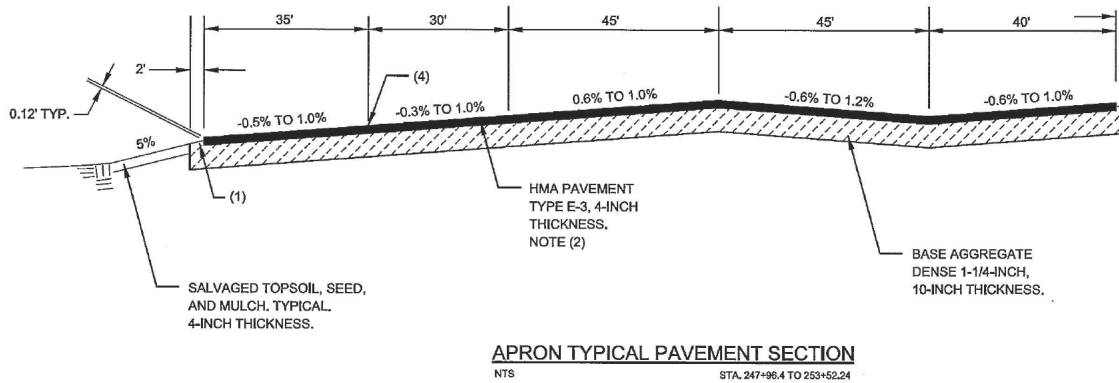 35'
30'
45'
45'
40'
2'
0.12' TYP.
(4)
-0.5% TO 1.0%
-0.3% TO 1.0%
0.6% TO 1.0%
-0.6% TO 1.2%
-0.6% TO 1.0%
5%
(1)
HMA PAVEMENT
TYPE E-3, 4-INCH
THICKNESS.
NOTE (2)
BASE AGGREGATE
DENSE 1-1/4-INCH,
10-INCH THICKNESS.
SALVAGED TOPSOIL, SEED,
AND MULCH. TYPICAL.
4-INCH THICKNESS.
APRON TYPICAL PAVEMENT SECTION
NTS STA. 247+96.4 TO 253+52.24